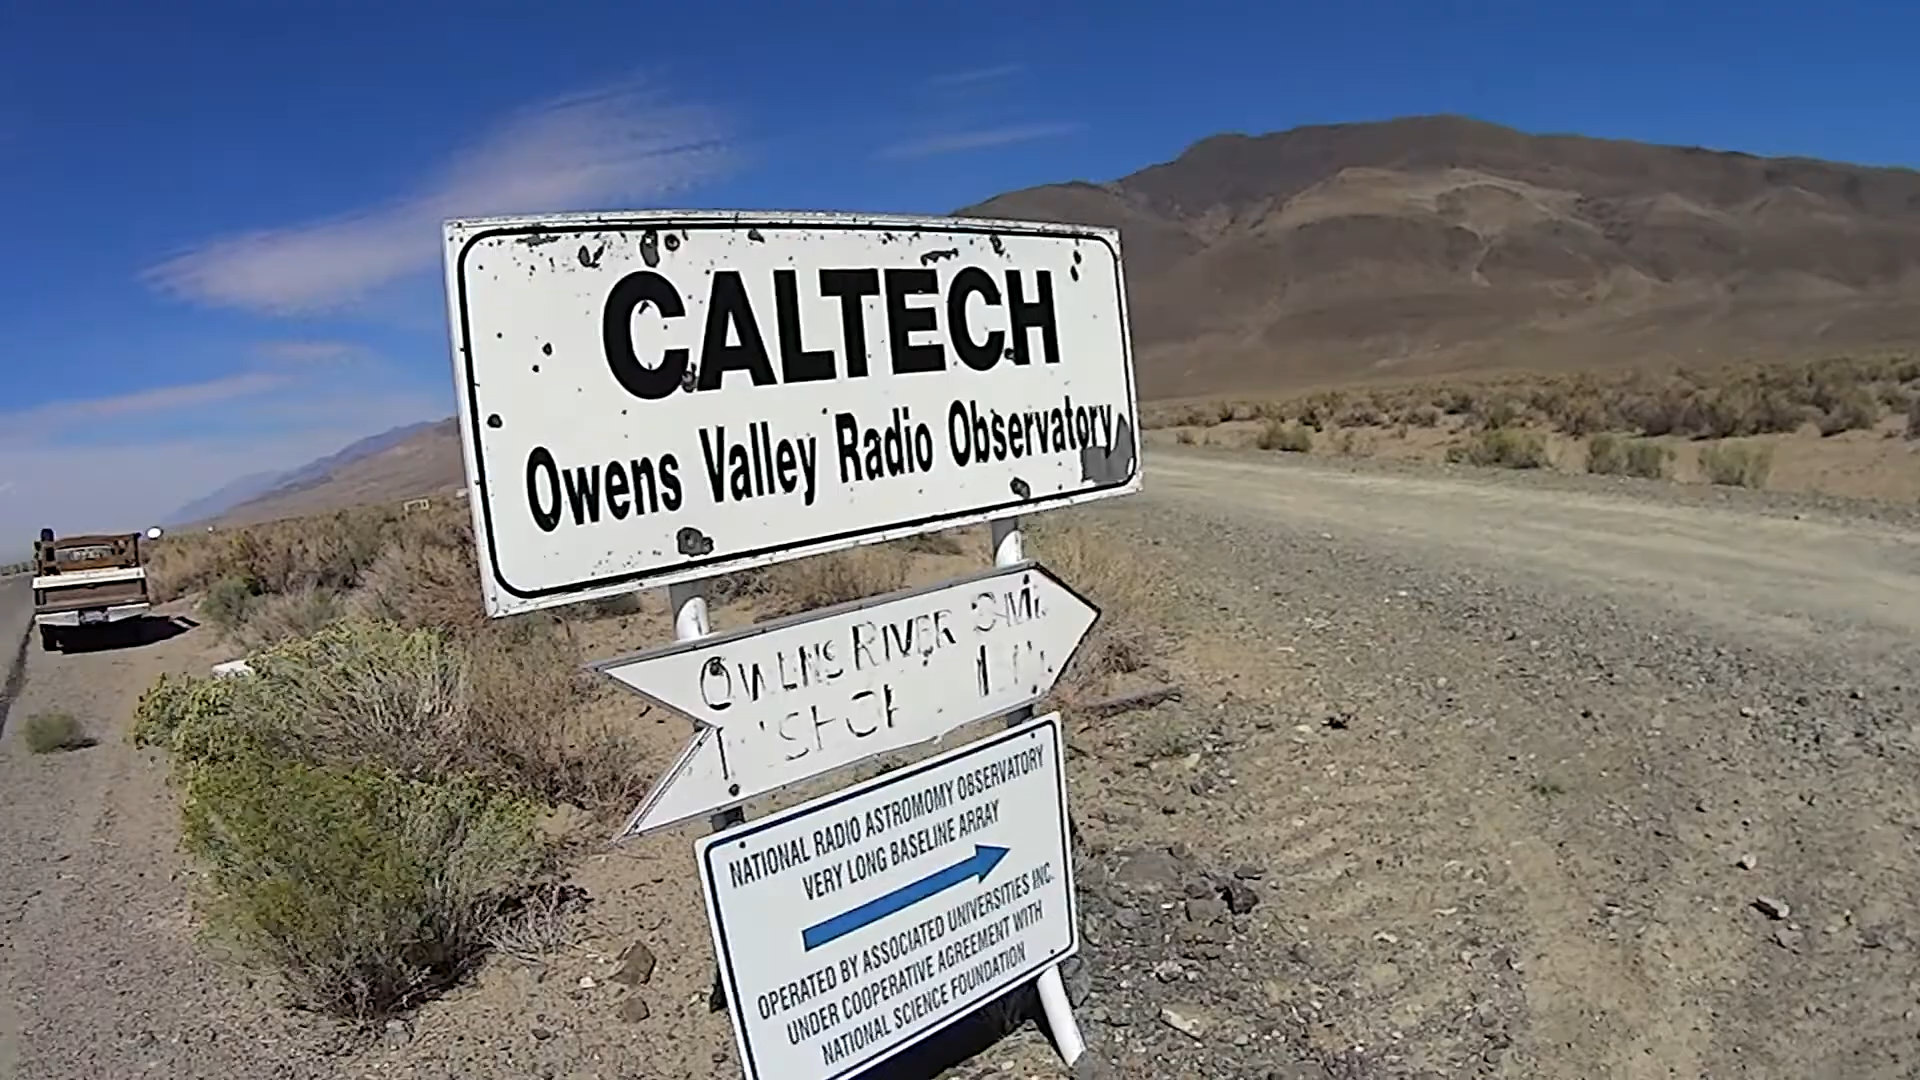 CALTECH
Owens Valley Radio Observatory
OWENS RIVER
NATIONAL RADIO ASTROMOMY OBSERVATORY
VERY LONG BASELINE ARRAY
OPERATED BY ASSOCIATED UNIVERSITIES INC.
UNDER COOPERATIVE AGREEMENT WITH
NATIONAL SCIENCE FOUNDATION